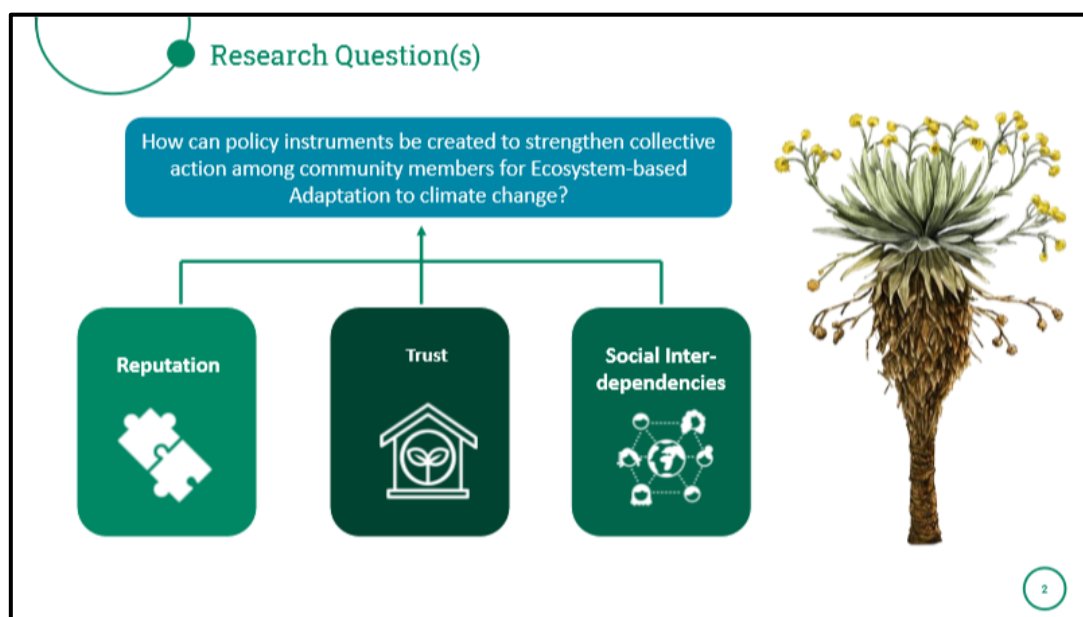 Research Question(s)
How can policy instruments be created to strengthen collective
action among community members for Ecosystem-based
Adaptation to climate change?
Reputation
Trust
Social Inter-
dependencies
2